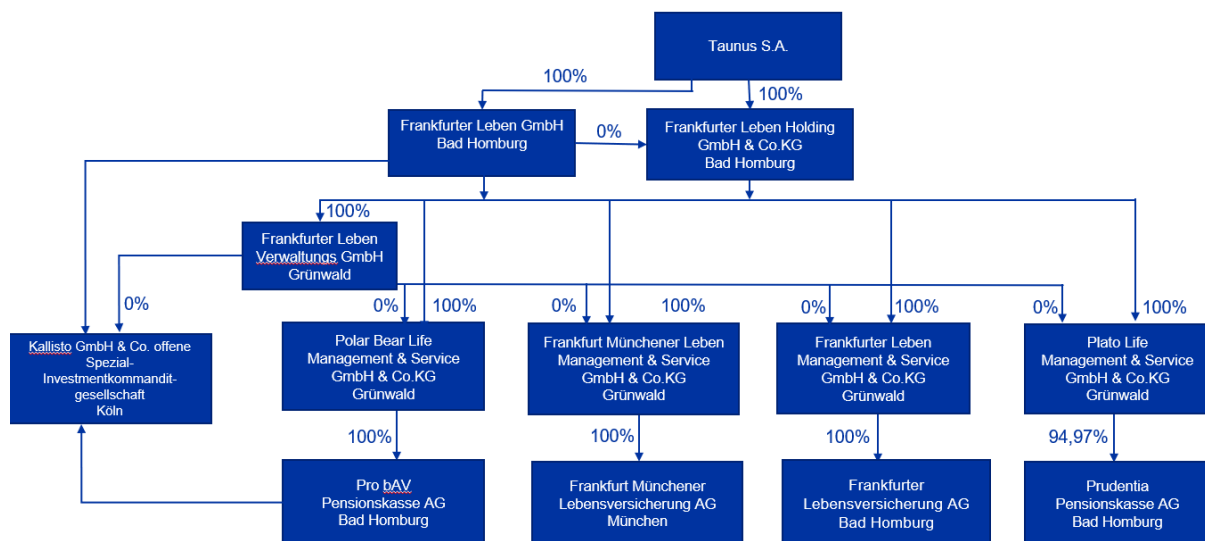 Taunus S.A.
100%
100%
Frankfurter Leben GmbH
Bad Homburg
0%
Frankfurter Leben Holding
GmbH & Co.KG
Bad Homburg
100%
Frankfurter Leben
Verwaltungs GmbH
Grünwald
0%
0%
100%
0%
100%
0%
100%
0%
100%
Kallisto GmbH & Co. offene
Spezial-
Investmentkommandit-
gesellschaft
Köln
Polar Bear Life
Management & Service
GmbH & Co.KG
Grünwald
Frankfurt Münchener Leben
Management & Service
GmbH & Co.KG
Grünwald
Frankfurter Leben
Management & Service
GmbH & Co.KG
Grünwald
Plato Life
Management & Service
GmbH & Co.KG
Grünwald
100%
100%
100%
94,97%
Pro bAV
Pensionskasse AG
Bad Homburg
Frankfurt Münchener
Lebensversicherung AG
München
Frankfurter
Lebensversicherung AG
Bad Homburg
Prudentia
Pensionskasse AG
Bad Homburg